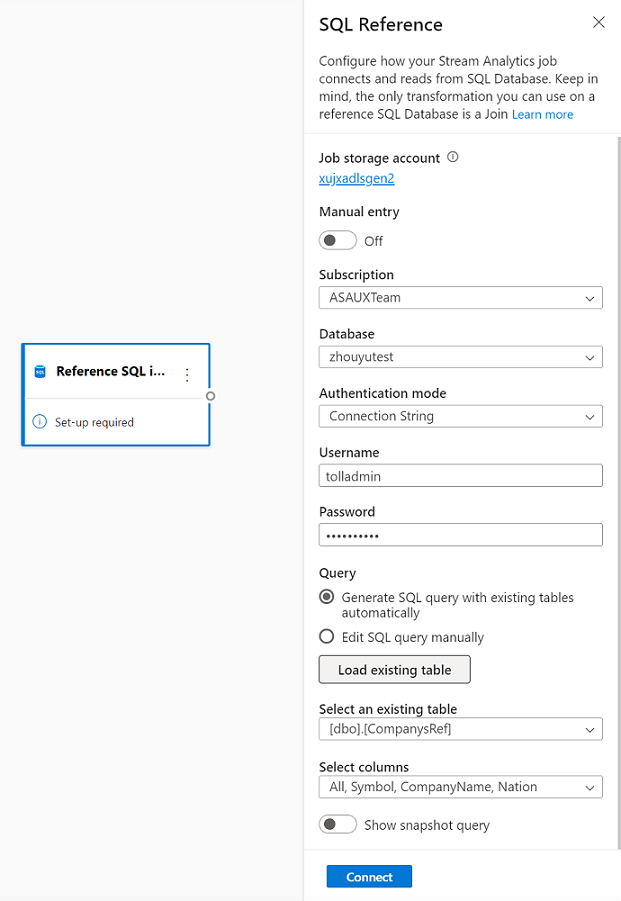 SQL Reference
Configure how your Stream Analytics job
connects and reads from SQL Database. Keep in
mind, the only transformation you can use on a
reference SQL Database is a Join Learn more
Job storage account
xujxadlsgen2
Manual entry
Off
Subscription
ASAUXTeam
Database
zhouyutest
Authentication mode
Connection String
Username
tolladmin
Password
••••••••••
Query
Generate SQL query with existing tables
automatically
Edit SQL query manually
Load existing table
Select an existing table
[dbo].[CompanysRef]
Select columns
All, Symbol, CompanyName, Nation
Show snapshot query
Connect
SQL
Reference SQL i...
Set-up required